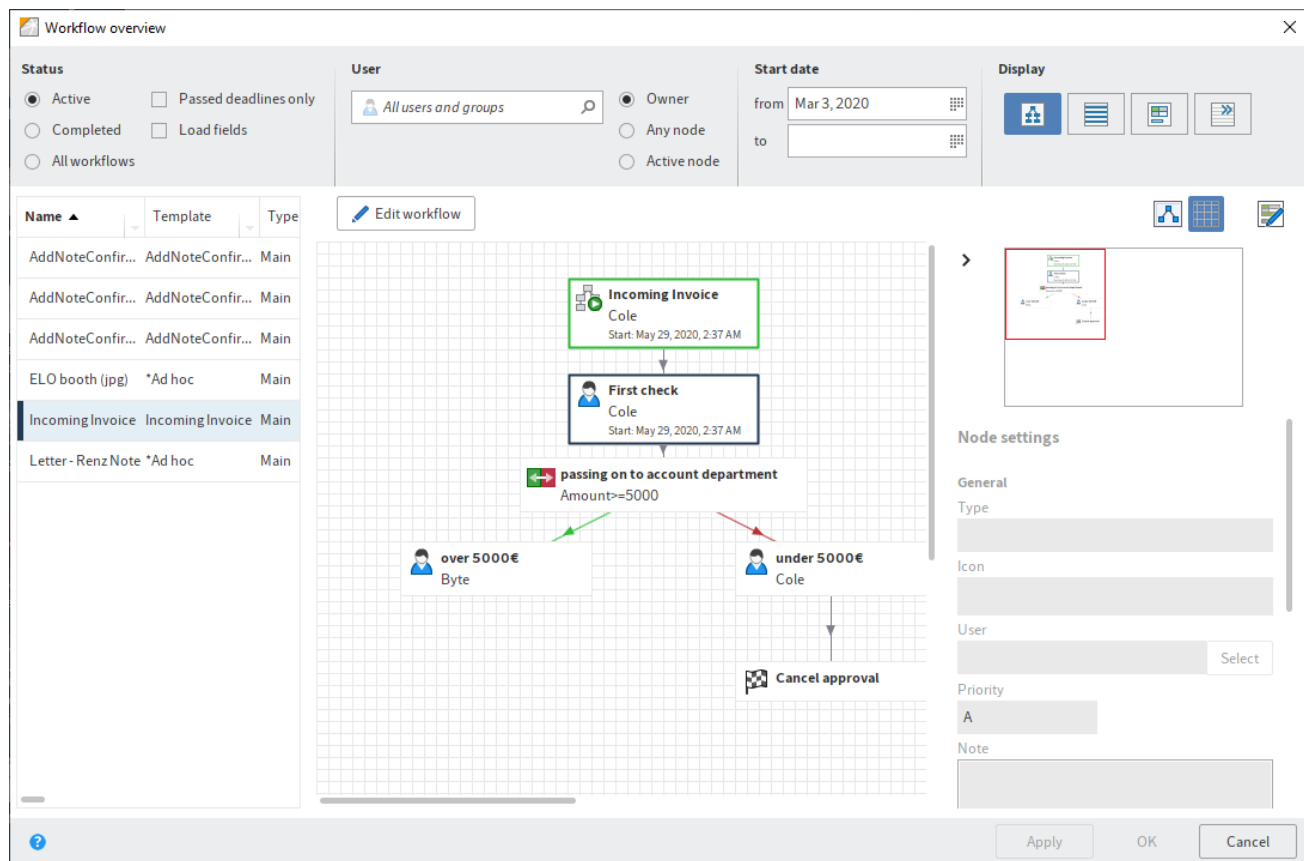 Workflow overview
Status
User
Start date
Display
Active
Passed deadlines only
Completed
Load fields
All workflows
All users and groups
Owner
Any node
Active node
from Mar 3, 2020
to
Name Template Type
AddNoteConfir... AddNoteConfir... Main
AddNoteConfir... AddNoteConfir... Main
AddNoteConfir... AddNoteConfir... Main
ELO booth (jpg) *Ad hoc Main
Incoming Invoice Incoming Invoice Main
Letter - Renz Note *Ad hoc Main
Edit workflow
Incoming Invoice
Cole
Start: May 29, 2020, 2:37 AM
First check
Cole
Start: May 29, 2020, 2:37 AM
passing on to account department
Amount>=5000
over 5000€
Byte
under 5000€
Cole
Cancel approval
Node settings
General
Type
Icon
User
Select
Priority
A
Note
Apply
OK
Cancel